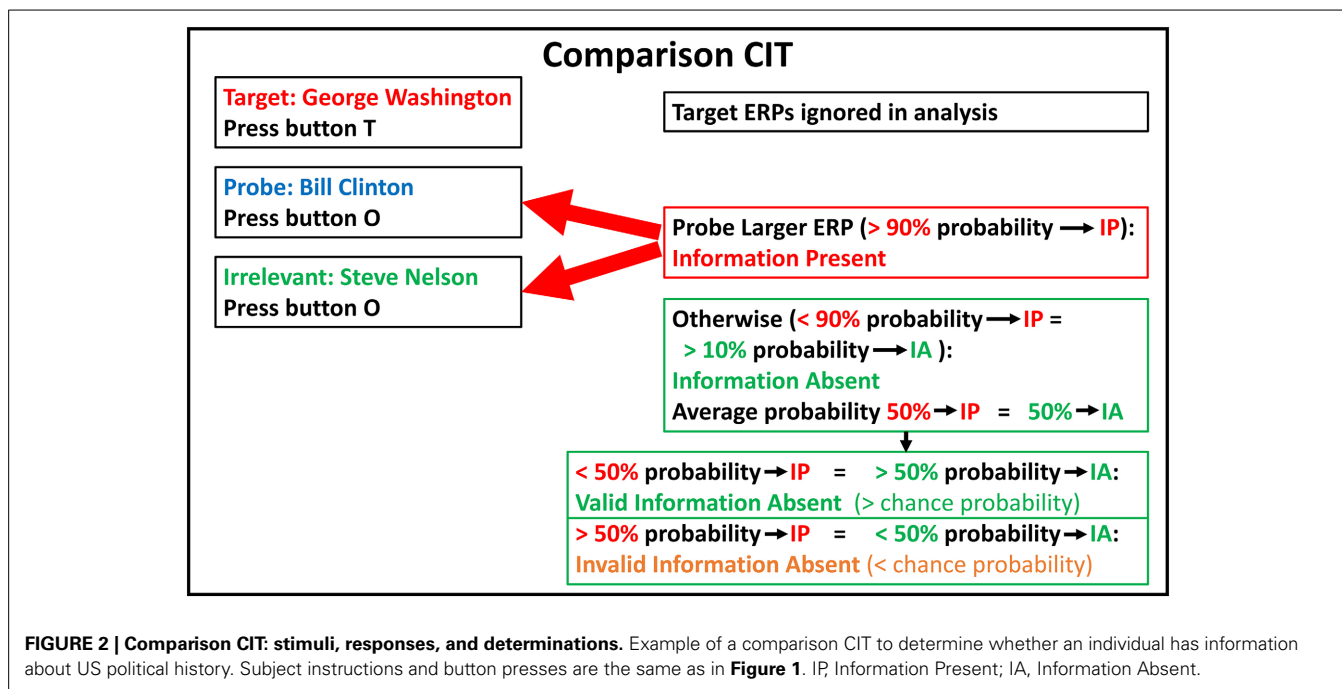 Comparison CIT
Target: George Washington
Press button T
Target ERPs ignored in analysis
Probe: Bill Clinton
Press button O
Irrelevant: Steve Nelson
Press button O
Probe Larger ERP (> 90% probability → IP):
Information Present
Otherwise (< 90% probability → IP =
> 10% probability → IA ):
Information Absent
Average probability 50% → IP = 50% → IA
< 50% probability → IP = > 50% probability → IA:
Valid Information Absent (> chance probability)
> 50% probability → IP = < 50% probability → IA:
Invalid Information Absent (< chance probability)
FIGURE 2 | Comparison CIT: stimuli, responses, and determinations. Example of a comparison CIT to determine whether an individual has information
about US political history. Subject instructions and button presses are the same as in Figure 1. IP, Information Present; IA, Information Absent.